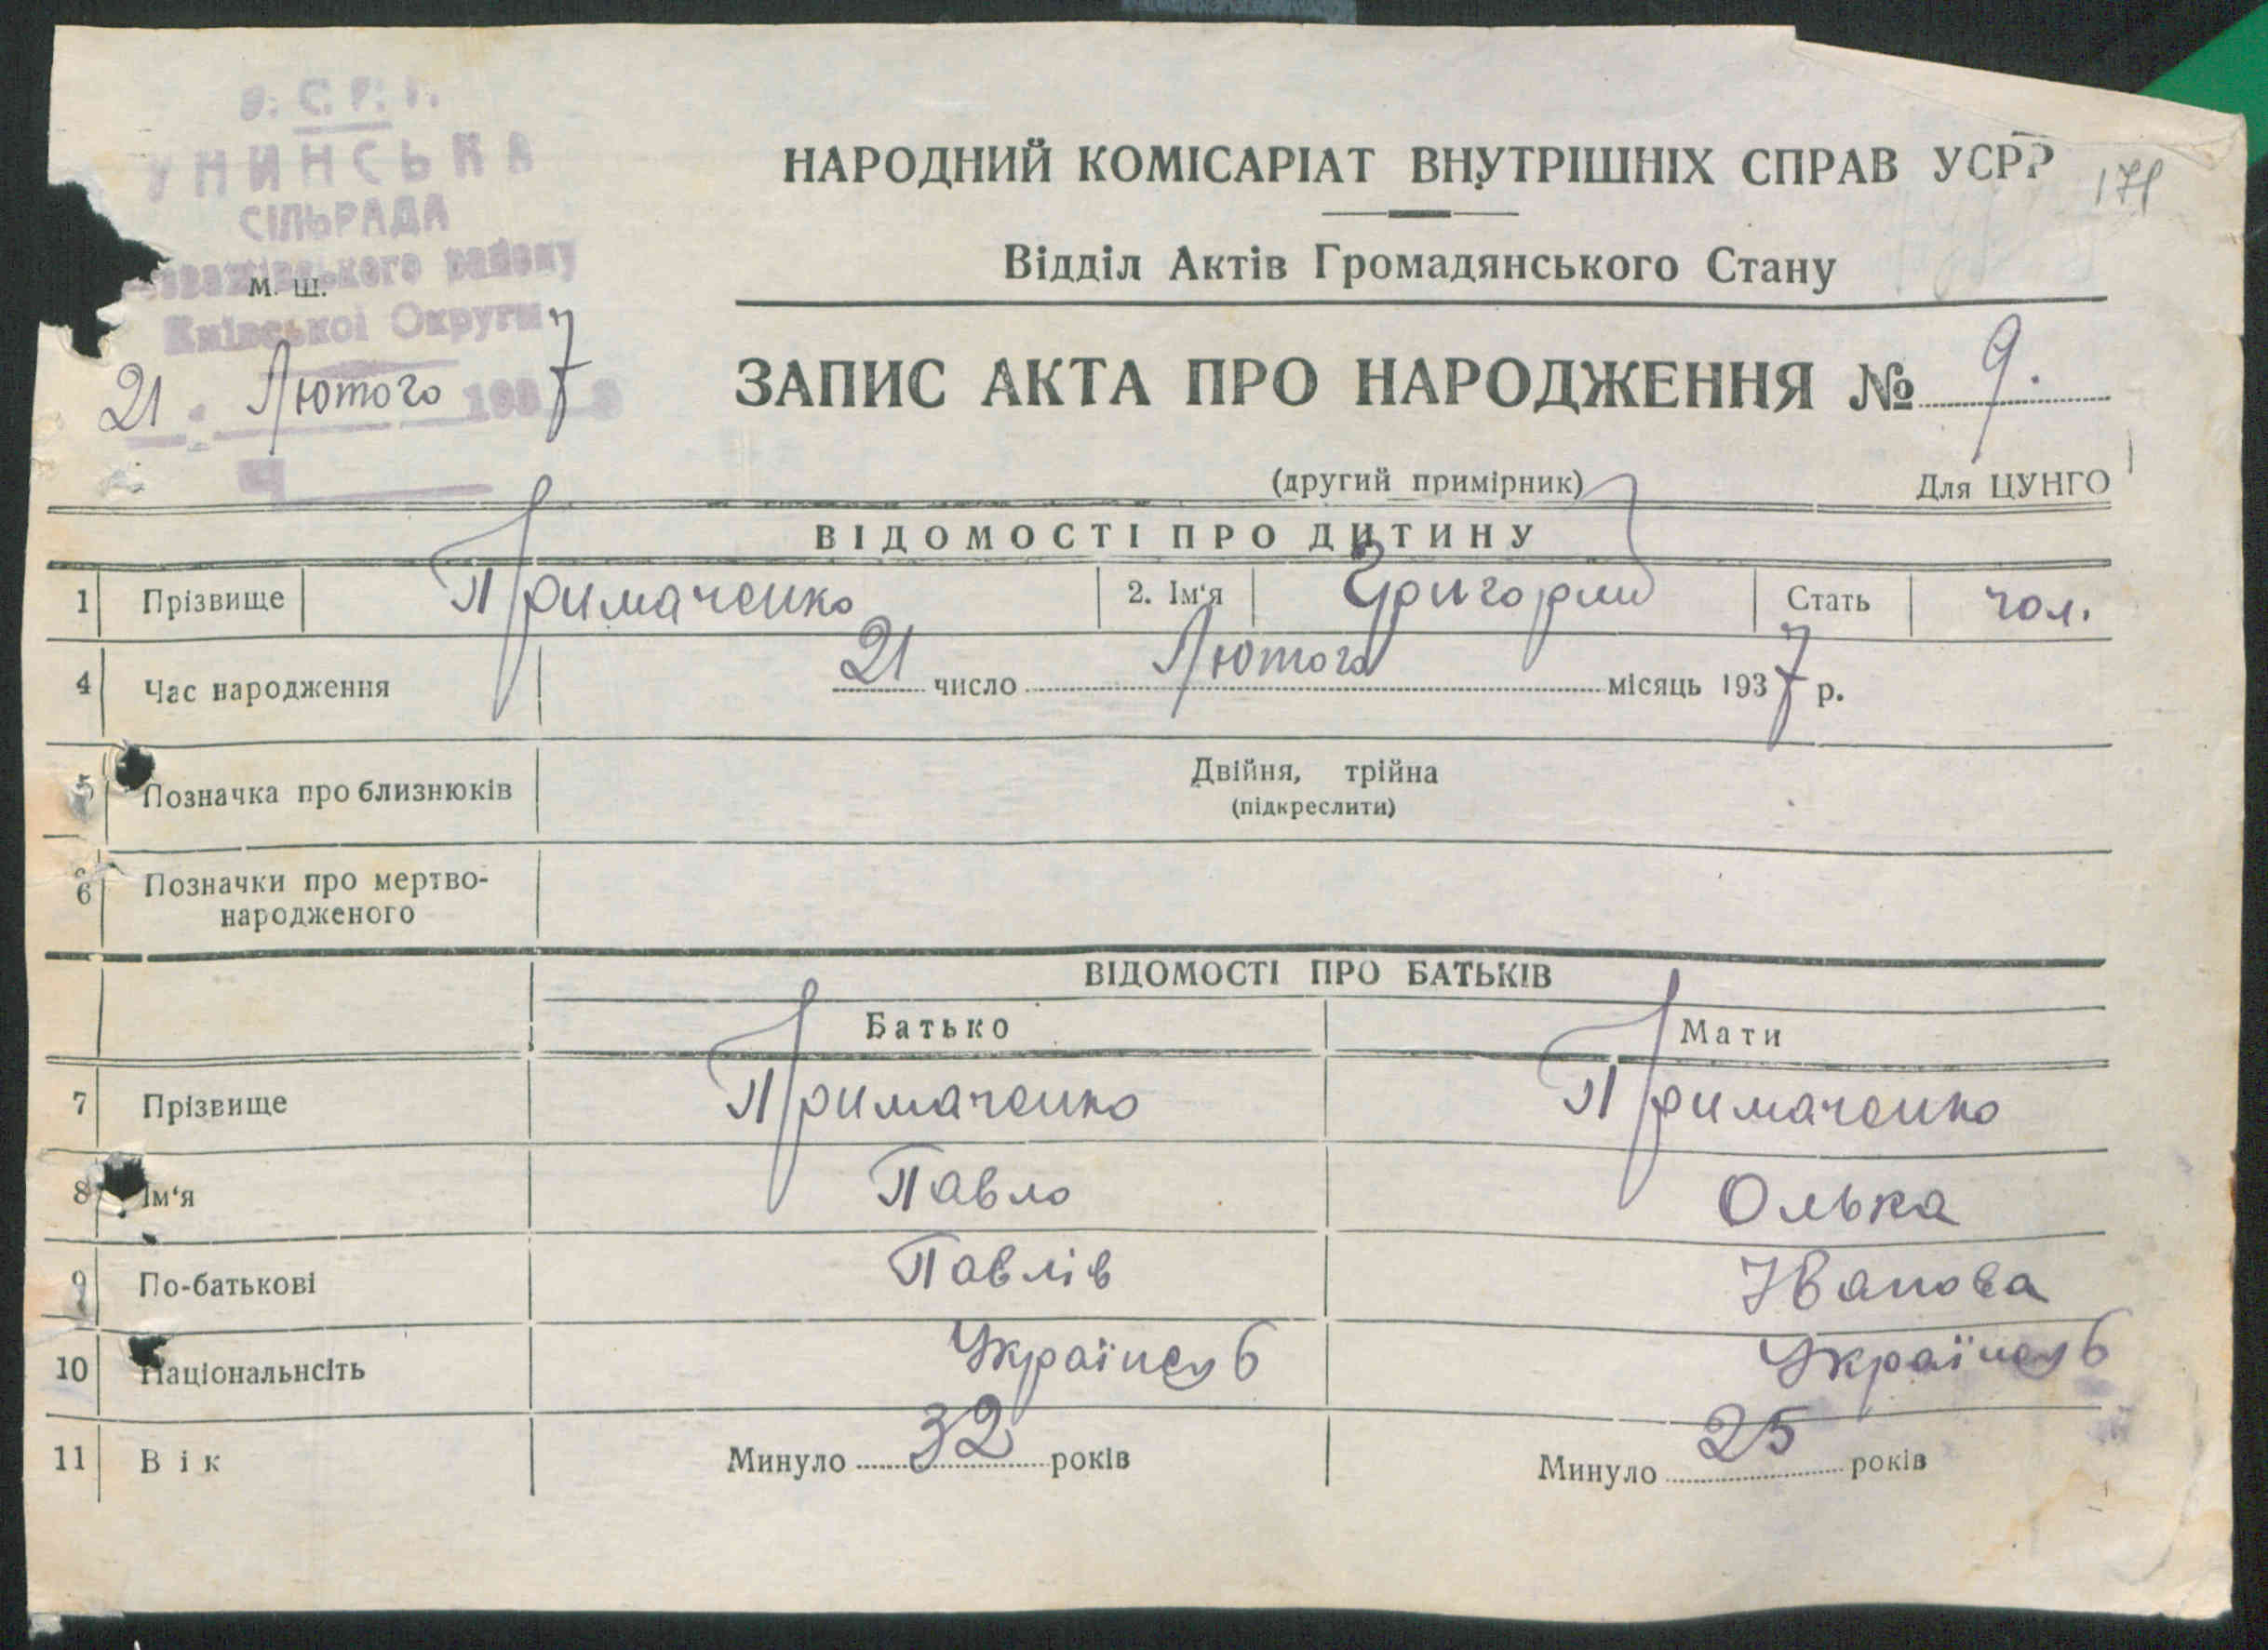 УНИНСЬКА
СІЛЬРАДА
району
м. ш.
Київської Округи
21 Лютого 1937
НАРОДНИЙ КОМІСАРІАТ ВНУТРІШНІХ СПРАВ УСРР
Відділ Актів Громадянського Стану
ЗАПИС АКТА ПРО НАРОДЖЕННЯ № 9.
(другий примірник) Для ЦУНГО
ВІДОМОСТІ ПРО ДИТИНУ
1 Прізвище Примаченко 2. Ім'я Григорий Стать чол.
4 Час народження 21 число Лютого місяць 1937 р.
5 Позначка про близнюків Двійня, трійна
(підкреслити)
6 Позначки про мертво-
народженого
ВІДОМОСТІ ПРО БАТЬКІВ
Батько Мати
7 Прізвище Примаченко Примаченко
8 Ім'я Павло Олька
9 По-батькові Павлів Іванова
10 Національнсіть Українець Українець
11 Вік Минуло 32 років Минуло 25 років